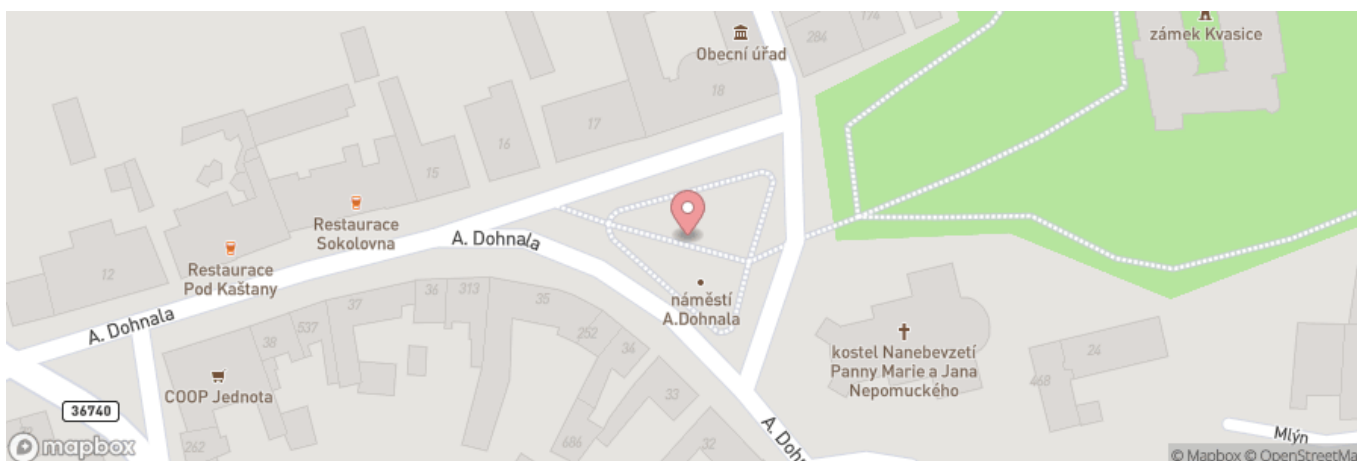 174
284
zámek Kvasice
Obecní úřad
18
17
16
15
Restaurace
Sokolovna
A. Dohnala
Restaurace
Pod Kaštany
12
A. Dohnala
36
313
35
37
537
38
252
34
33
32
686
262
náměstí
A.Dohnala
kostel Nanebevzetí
Panny Marie a Jana
Nepomuckého
24
468
COOP Jednota
36740
A. Doh
Mlýn
mapbox
© Mapbox © OpenStreetMa